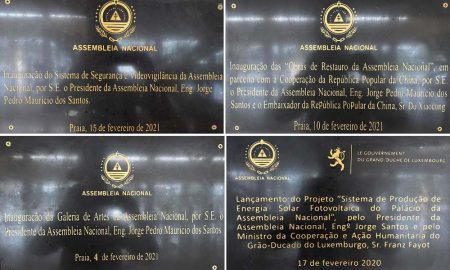 ASSEMBLEIA NACIONAL
Inauguração do Sistema de Segurança e Videovigilância da Assembleia
Nacional, por S.E. o Presidente da Assembleia Nacional, Eng. Jorge
Pedro Mauricio dos Santos.
Praia, 15 de fevereiro de 2021
ASSEMBLEIA NACIONAL
Inauguração das "Obras de Restauro da Assembleia Nacional", em
parceria com a Cooperação da República Popular da China, por S.E
o Presidente da Assembleia Nacional, Eng. Jorge Pedro Mauricio dos
Santos e o Embaixador da RePública PoPular da China, Sr. Du Xiaocong
Praia, 10 de fevereiro de 2021
ASSEMBLEIA NACIONAL
Inauguração da Galeria de Artes da Assembleia Nacional, por S.E. o
Presidente da Assembleia Nacional, Eng. Jorge Pedro Mauricio dos Santos
Praia, 4 de fevereiro de 2021
ASSEMBLEIA NACIONAL
LE GOUVERNEMENT
DU GRAND-DUCHÉ DE LUXEMBOURG
Lançamento do Projeto "Sistema de Produção de
Energia Solar Fotovoltaica do Palácio da
Assembleia Nacional", pelo Presidente da
Assembleia Nacional, Engº Jorge Santos e pelo
Ministro da Cooperação e Ação Humanitaria do
Grão-Ducado do Luxemburgo, Sr. Franz Fayot
17 de fevereiro 2020